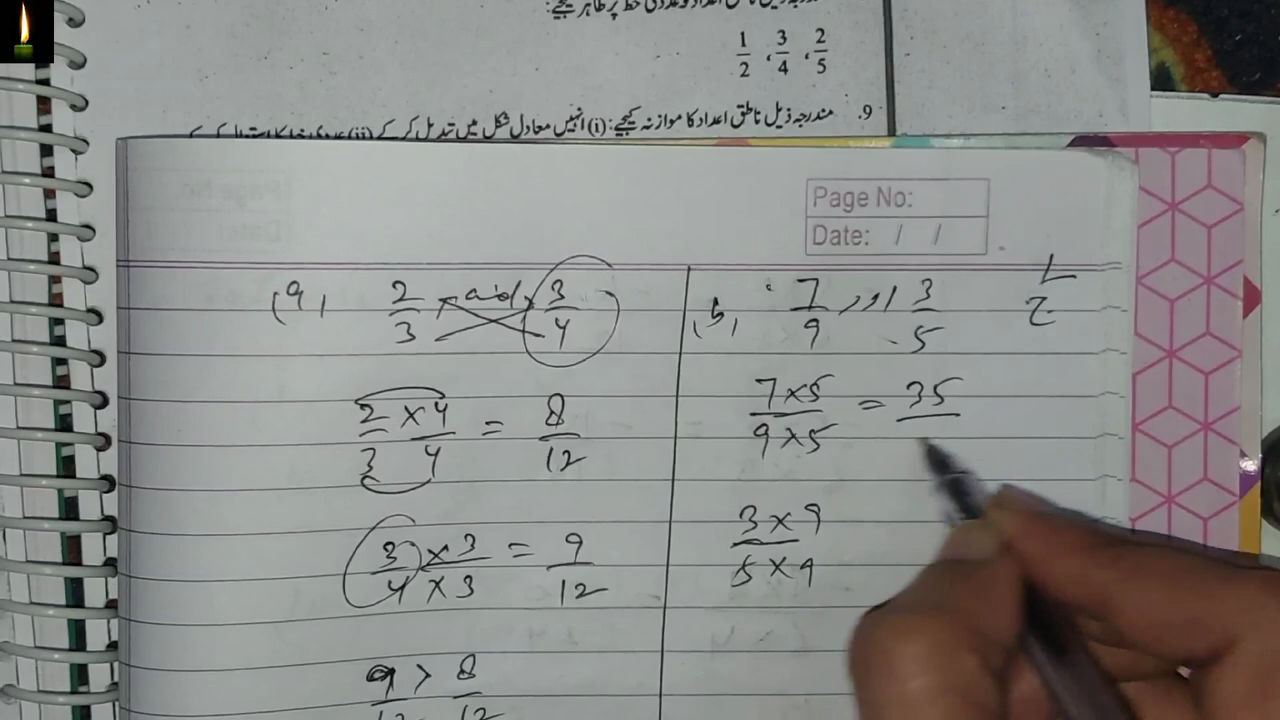 1/2 ، 3/4 ، 2/5
9. مندرجہ ذیل ناطق اعداد کا موازنہ کیجیے: (i) انہیں معادل شکل میں تبدیل کر کے (ii)
Page No:
Date: / /
(a) 2/3 and 3/4
2 × 4 / 3 4 = 8/12
3 × 3 / 4 × 3 = 9/12
9/12 > 8/12
(b) 7/9 اور 3/5
7×5 / 9×5 = 35
3 × 9 / 5 × 9